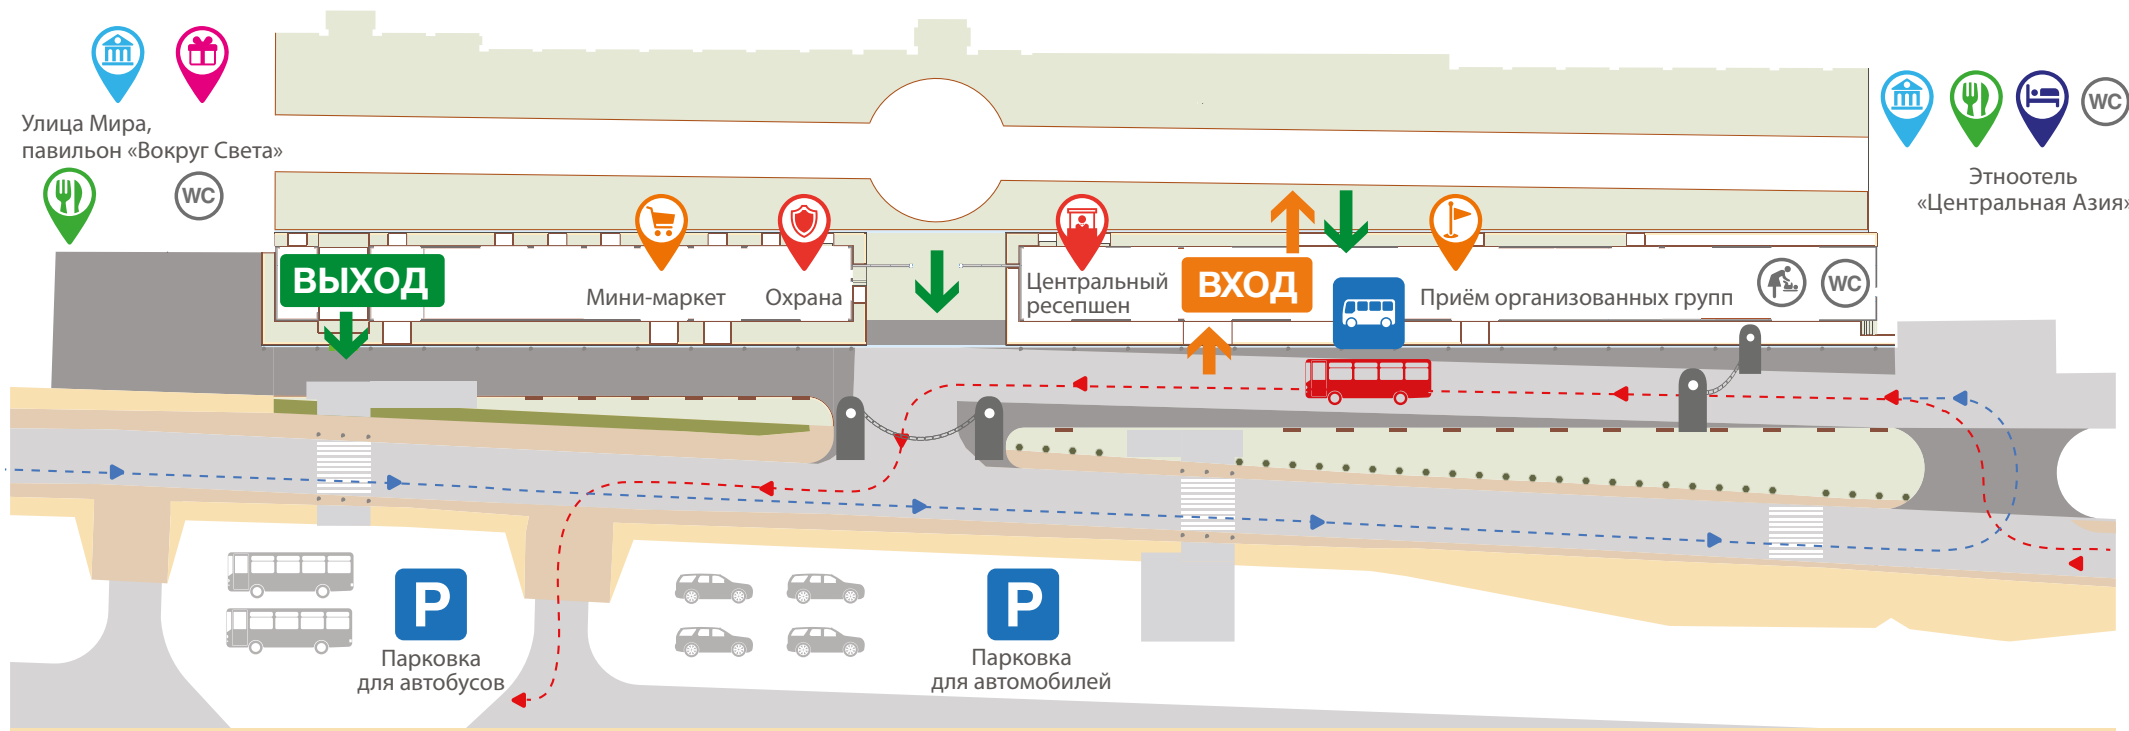 Улица Мира,
павильон «Вокруг Света»
WC
WC
Этноотель
«Центральная Азия»
ВЫХОД
Мини-маркет
Охрана
Центральный
ресепшен
ВХОД
Приём организованных групп
WC
P
Парковка
для автобусов
P
Парковка
для автомобилей